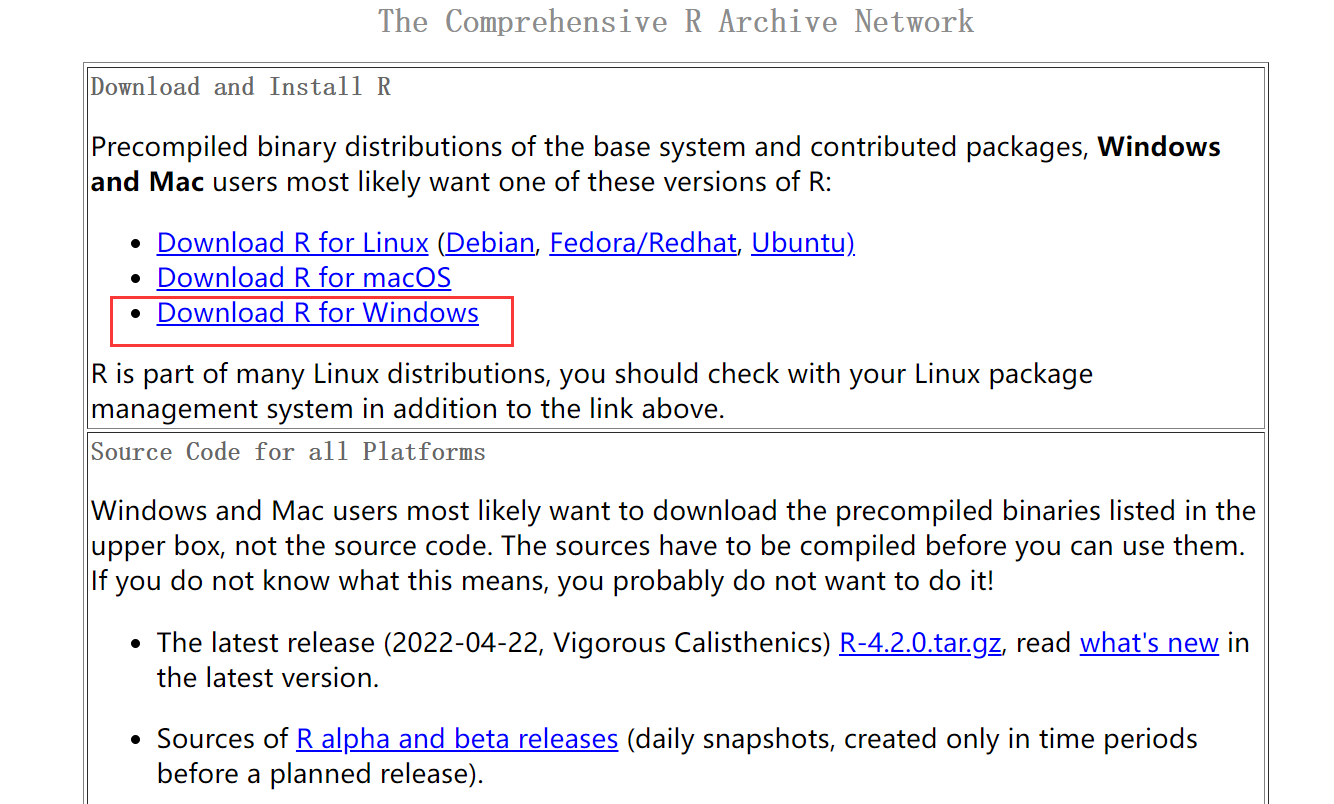 The Comprehensive R Archive Network
Download and Install R
Precompiled binary distributions of the base system and contributed packages, Windows
and Mac users most likely want one of these versions of R:
• Download R for Linux (Debian, Fedora/Redhat, Ubuntu)
• Download R for macOS
• Download R for Windows
R is part of many Linux distributions, you should check with your Linux package
management system in addition to the link above.
Source Code for all Platforms
Windows and Mac users most likely want to download the precompiled binaries listed in the
upper box, not the source code. The sources have to be compiled before you can use them.
If you do not know what this means, you probably do not want to do it!
• The latest release (2022-04-22, Vigorous Calisthenics) R-4.2.0.tar.gz, read what's new in
the latest version.
• Sources of R alpha and beta releases (daily snapshots, created only in time periods
before a planned release).